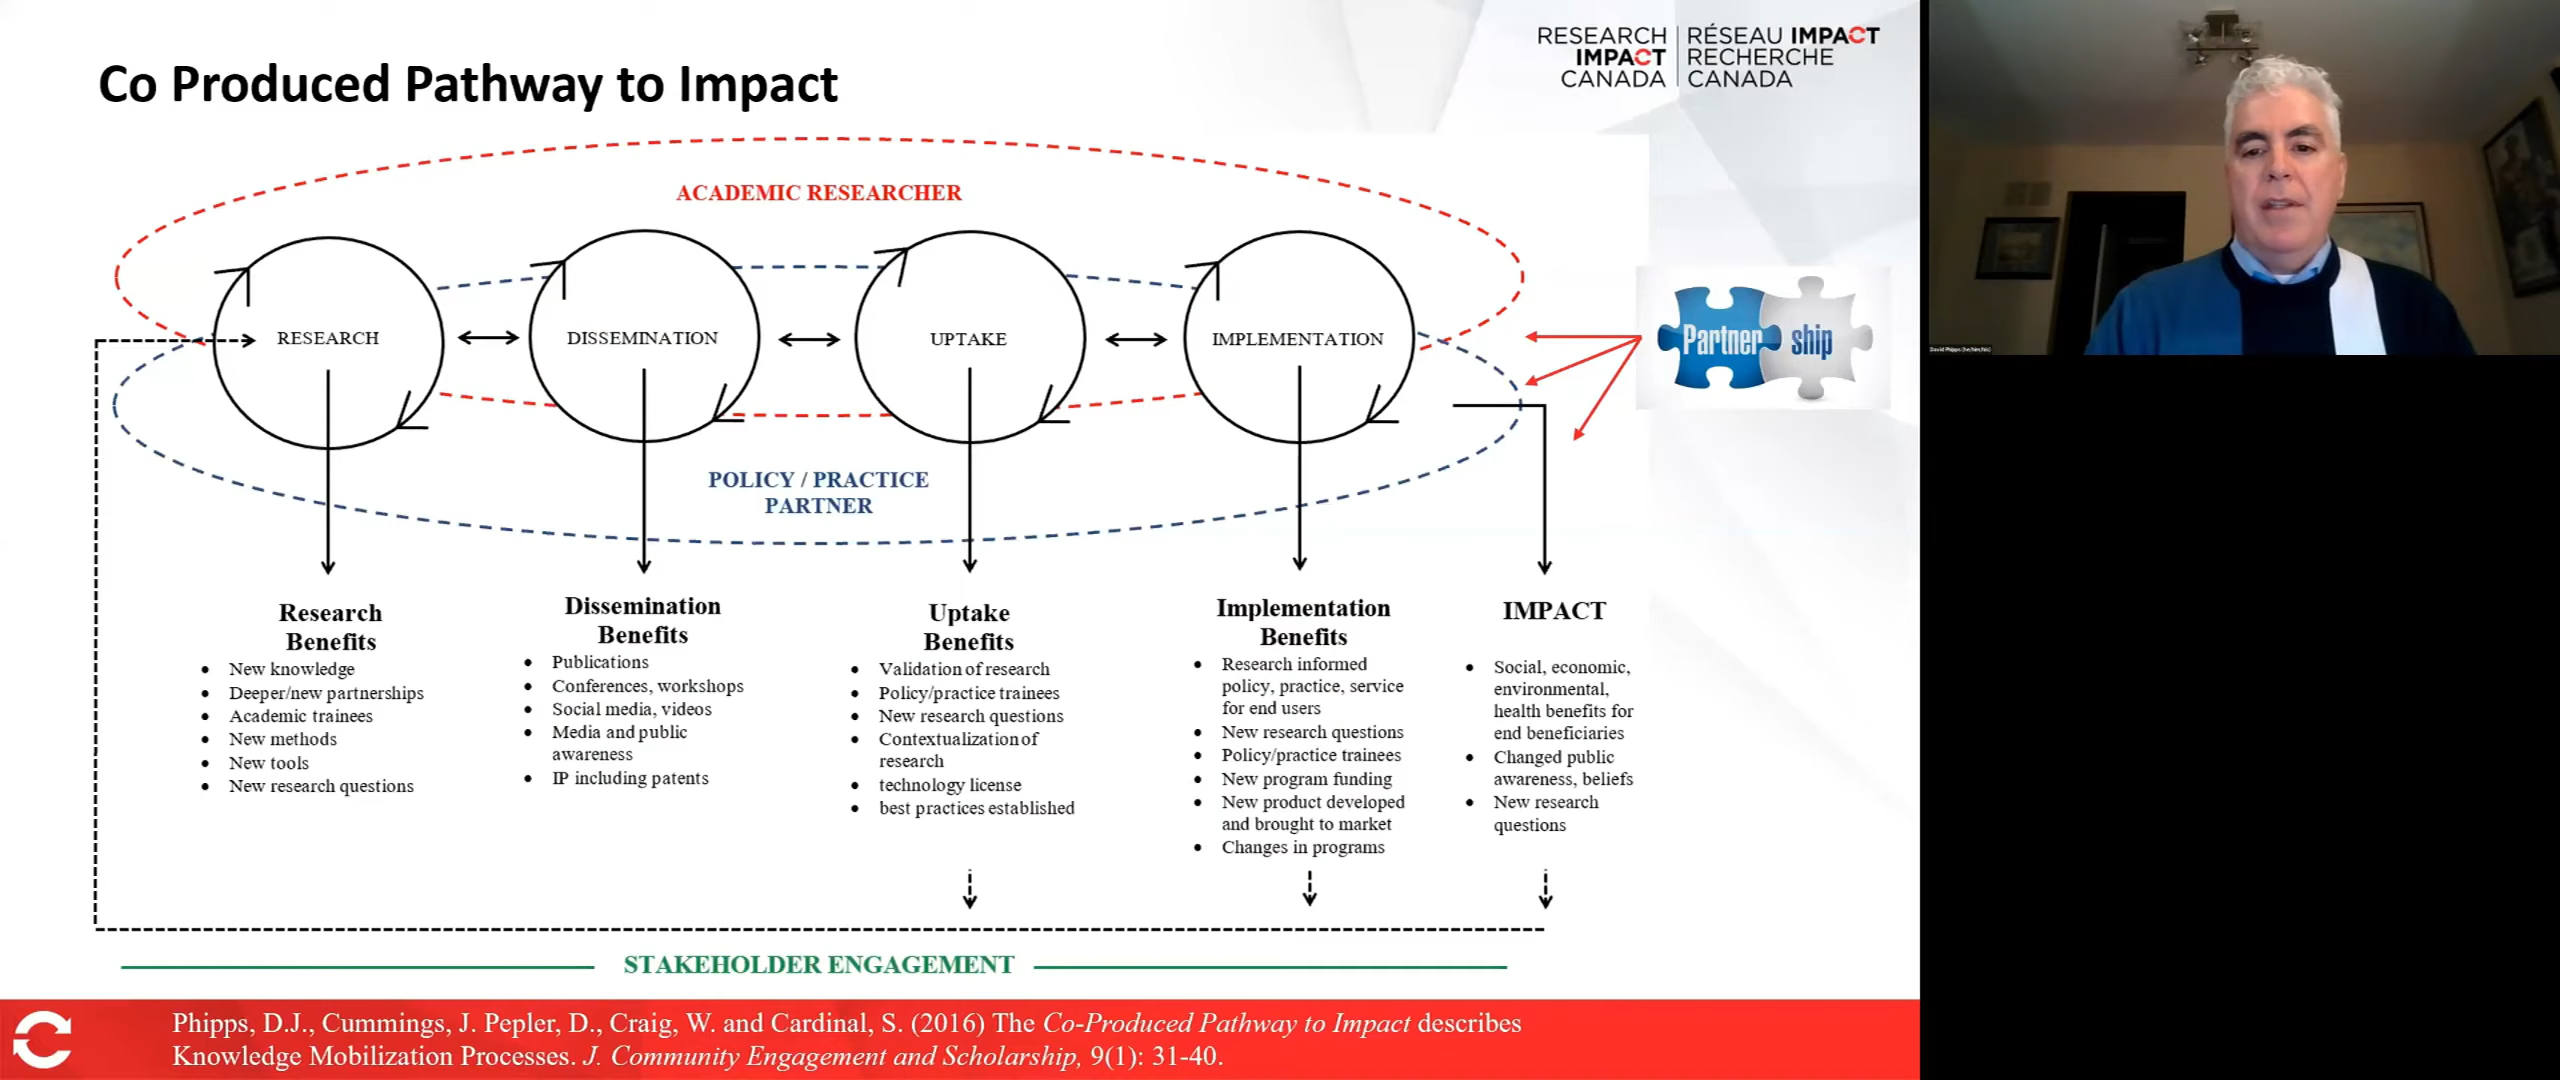 Co Produced Pathway to Impact
RESEARCH
IMPACT
CANADA
RÉSEAU IMPACT
RECHERCHE
CANADA
ACADEMIC RESEARCHER
RESEARCH
DISSEMINATION
UPTAKE
IMPLEMENTATION
Partner
ship
POLICY / PRACTICE
PARTNER
Research
Benefits
New knowledge
Deeper/new partnerships
Academic trainees
New methods
New tools
New research questions
Dissemination
Benefits
Publications
Conferences, workshops
Social media, videos
Media and public
awareness
IP including patents
Uptake
Benefits
Validation of research
Policy/practice trainees
New research questions
Contextualization of
research
technology license
best practices established
Implementation
Benefits
Research informed
policy, practice, service
for end users
New research questions
Policy/practice trainees
New program funding
New product developed
and brought to market
Changes in programs
IMPACT
Social, economic,
environmental,
health benefits for
end beneficiaries
Changed public
awareness, beliefs
New research
questions
STAKEHOLDER ENGAGEMENT
Phipps, D.J., Cummings, J. Pepler, D., Craig, W. and Cardinal, S. (2016) The Co-Produced Pathway to Impact describes
Knowledge Mobilization Processes. J. Community Engagement and Scholarship, 9(1): 31-40.
David Phipps (he/him/his)